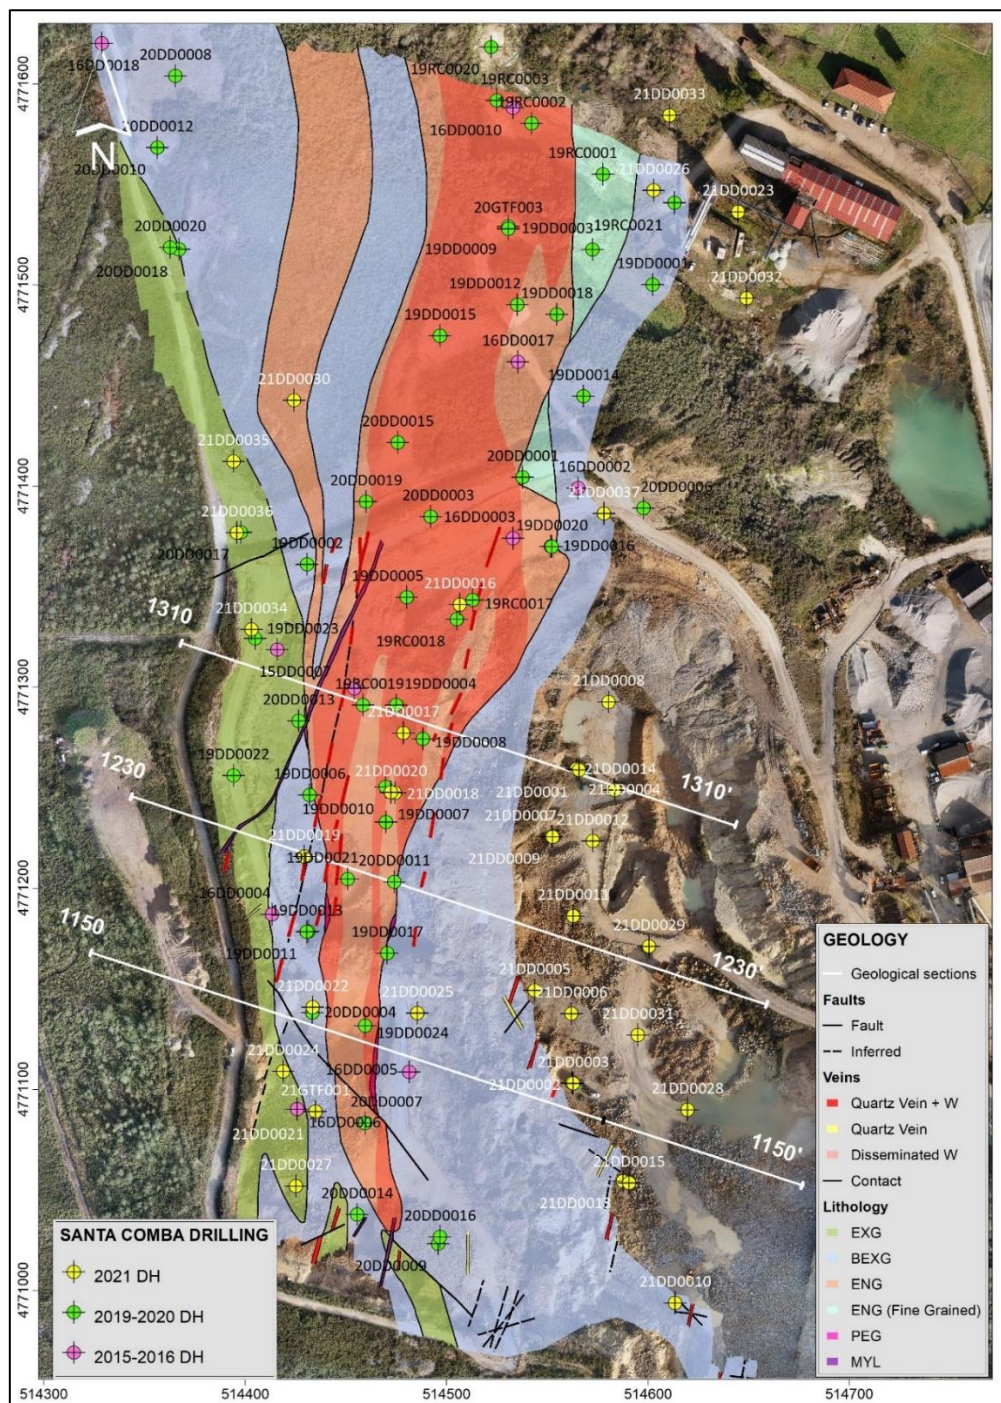 20DD0008
16DD0018
19RC0020
19RC0003
19RC0002
21DD0033
4771600
20DD0012
16DD0010
N
20DD0010
19RC0001
21DD0026
21DD0023
20DD0020
20GTF003
19DD0003
19RC0021
19DD0009
20DD0018
19DD0001
21DD0032
4771500
19DD0012
19DD0018
19DD0015
16DD0017
21DD0030
19DD0014
20DD0015
21DD0035
20DD0001
16DD0002
4771400
20DD0019
20DD0003
21DD0037
20DD0006
21DD0036
16DD0003
19DD0020
20DD0017
19DD0002
19DD0016
19DD0005
21DD0016
19RC0017
1310
21DD0034
19DD0023
19RC0018
15DD0007
19RC0019
19DD0004
21DD0008
4771300
20DD0013
21DD0017
19DD0008
1230
19DD0022
19DD0006
21DD0020
21DD0014
1310'
21DD0001
21DD0004
19DD0010
21DD0018
19DD0007
21DD0007
21DD0012
21DD0019
19DD0021
20DD0011
21DD0009
4771200
16DD0004
19DD0013
21DD0011
1150
19DD0011
19DD0017
21DD0029
1230'
21DD0022
21DD0025
21DD0005
21DD0006
20DD0004
19DD0024
21DD0031
21DD0024
16DD0005
21DD0003
21DD0002
4771100
21GTF001
20DD0007
21DD0028
16DD0006
21DD0021
1150'
21DD0027
21DD0015
20DD0014
21DD0013
20DD0016
20DD0009
4771000
21DD0010
SANTA COMBA DRILLING
2021 DH
2019-2020 DH
2015-2016 DH
GEOLOGY
Geological sections
Faults
Fault
Inferred
Veins
Quartz Vein + W
Quartz Vein
Disseminated W
Contact
Lithology
EXG
BEXG
ENG
ENG (Fine Grained)
PEG
MYL
514300
514400
514500
514600
514700